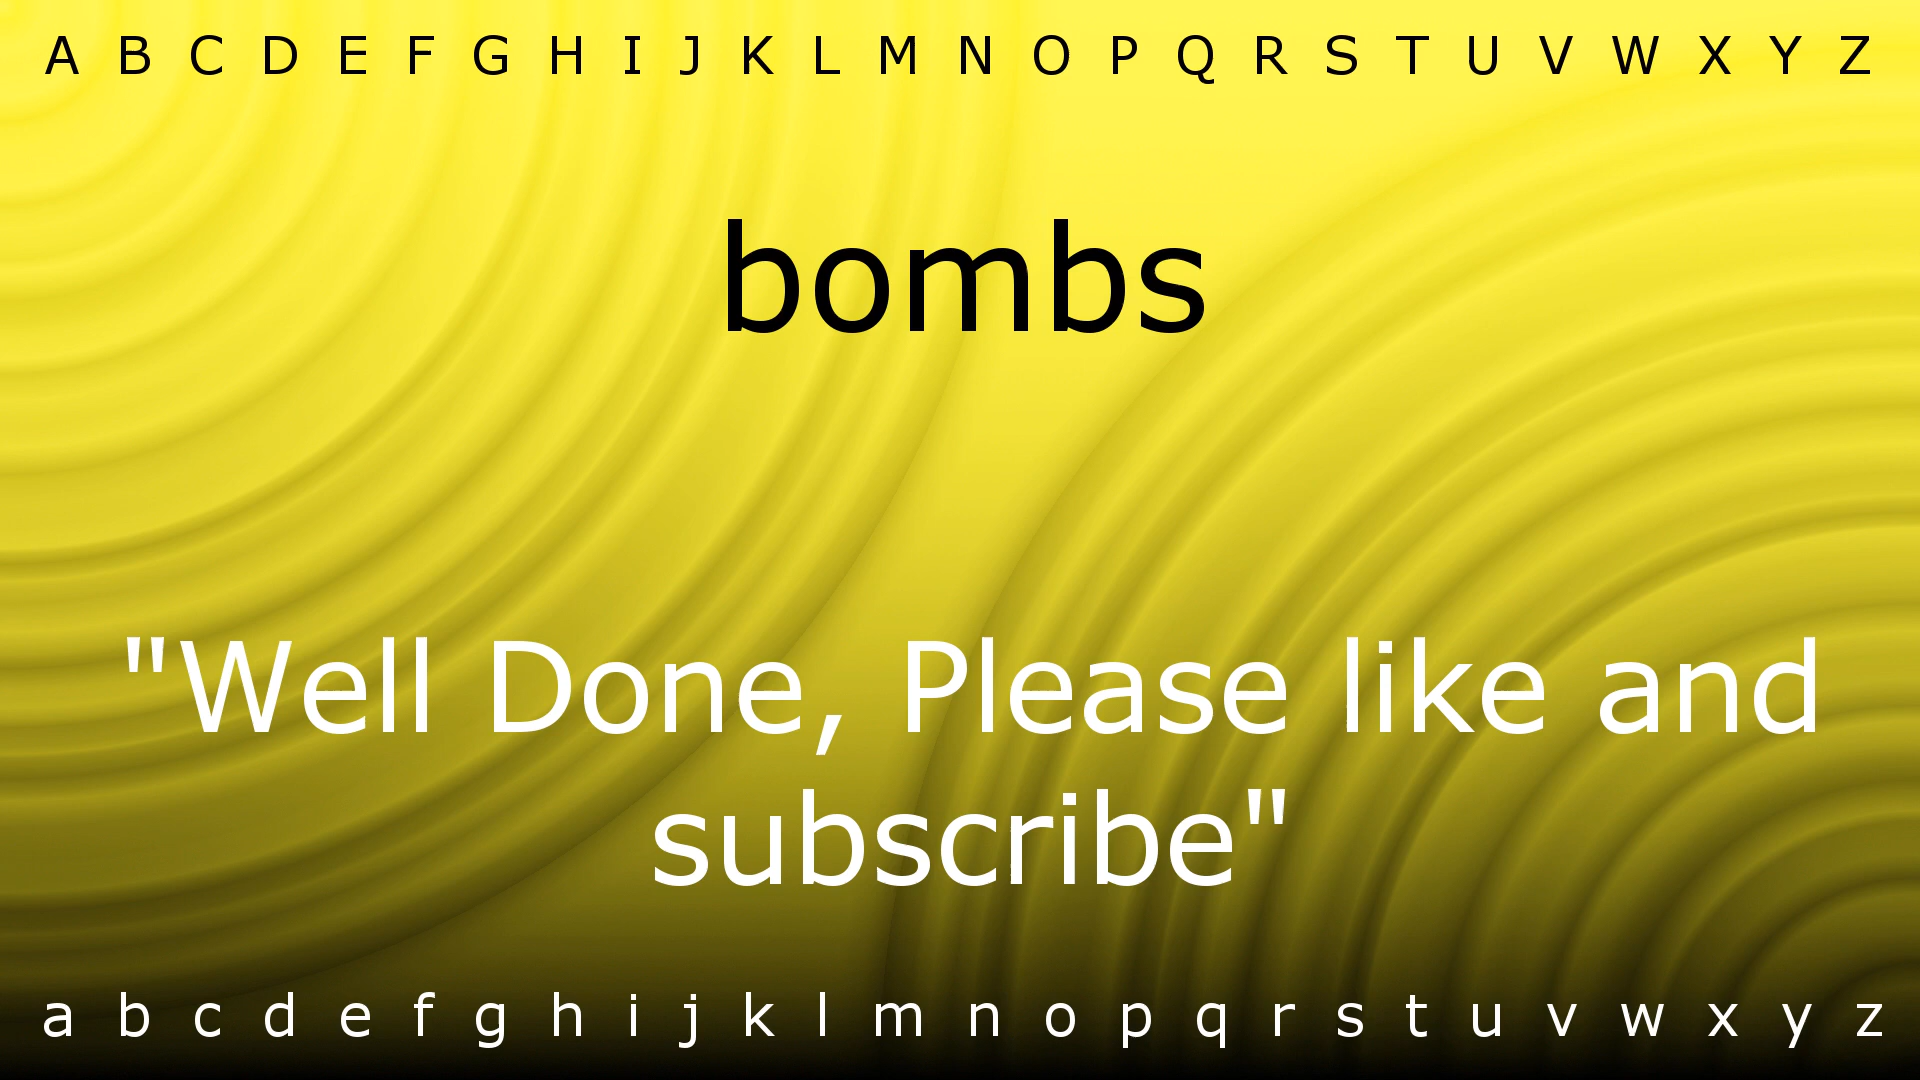 A B C D E F G H I J K L M N O P Q R S T U V W X Y Z
bombs
"Well Done, Please like and
subscribe"
a b c d e f g h i j k l m n o p q r s t u v w x y z